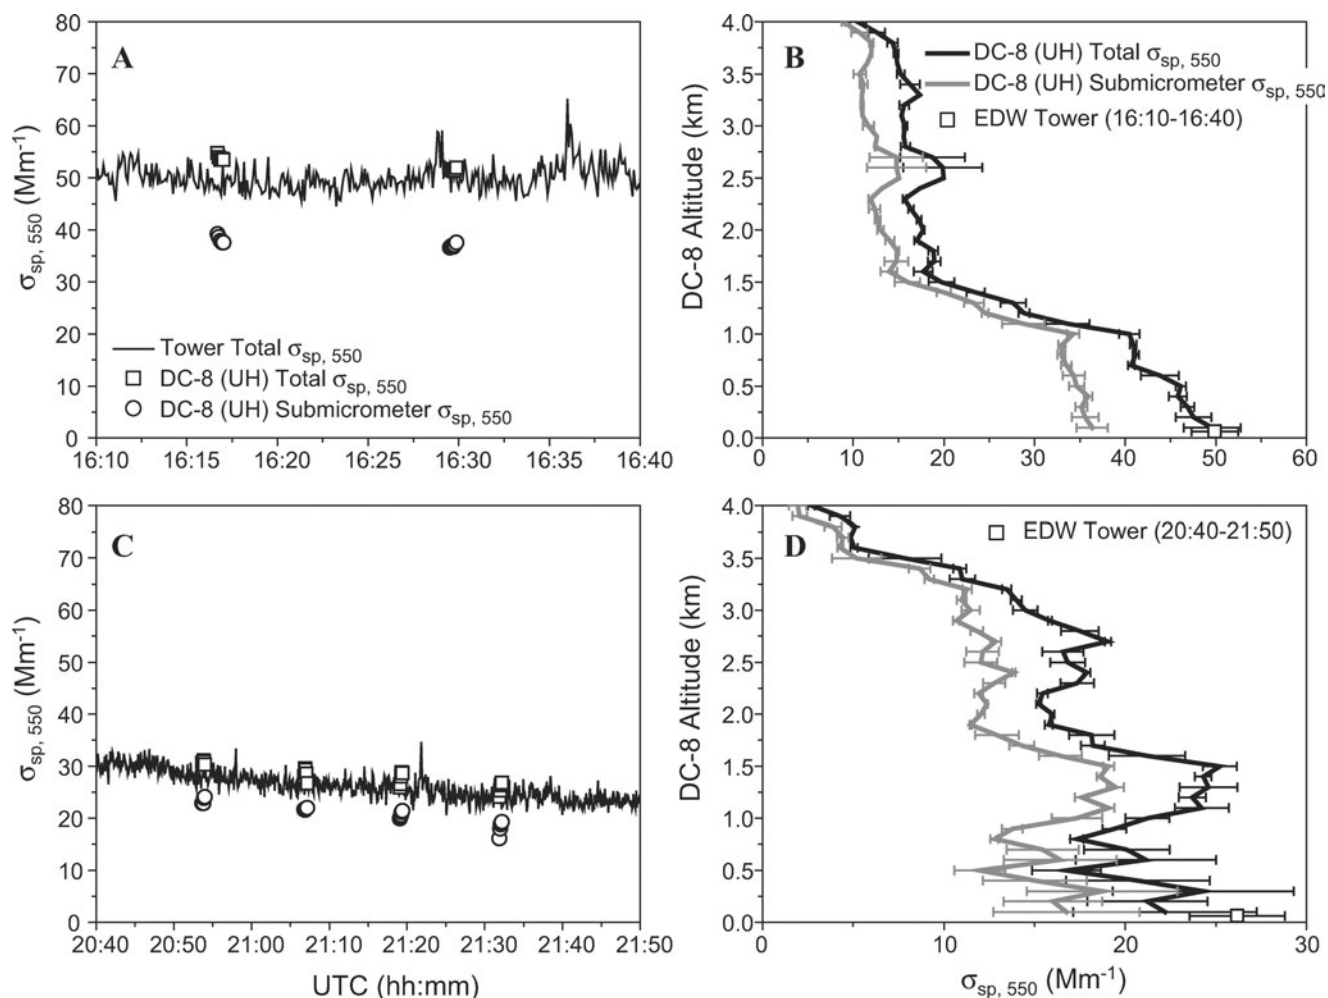 A
σsp, 550 (Mm-1)
80
70
60
50
40
30
20
10
0
Tower Total σsp, 550
DC-8 (UH) Total σsp, 550
DC-8 (UH) Submicrometer σsp, 550
16:10 16:15 16:20 16:25 16:30 16:35 16:40
B
DC-8 Altitude (km)
4.0
3.5
3.0
2.5
2.0
1.5
1.0
0.5
0.0
DC-8 (UH) Total σsp, 550
DC-8 (UH) Submicrometer σsp, 550
EDW Tower (16:10-16:40)
0 10 20 30 40 50 60
C
σsp, 550 (Mm-1)
80
70
60
50
40
30
20
10
0
20:40 20:50 21:00 21:10 21:20 21:30 21:40 21:50
UTC (hh:mm)
D
DC-8 Altitude (km)
4.0
3.5
3.0
2.5
2.0
1.5
1.0
0.5
0.0
EDW Tower (20:40-21:50)
0 10 20 30
σsp, 550 (Mm-1)